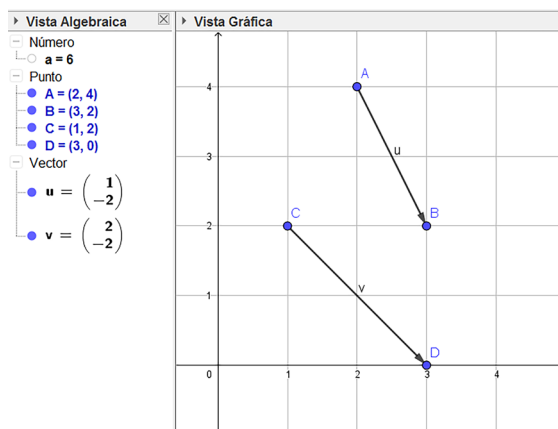 Vista Algebraica
Número
a = 6
Punto
A = (2, 4)
B = (3, 2)
C = (1, 2)
D = (3, 0)
Vector
u = ( 1
−2 )
v = ( 2
−2 )
Vista Gráfica
4
3
2
1
0 1 2 3 4
A
u
B
C
v
D